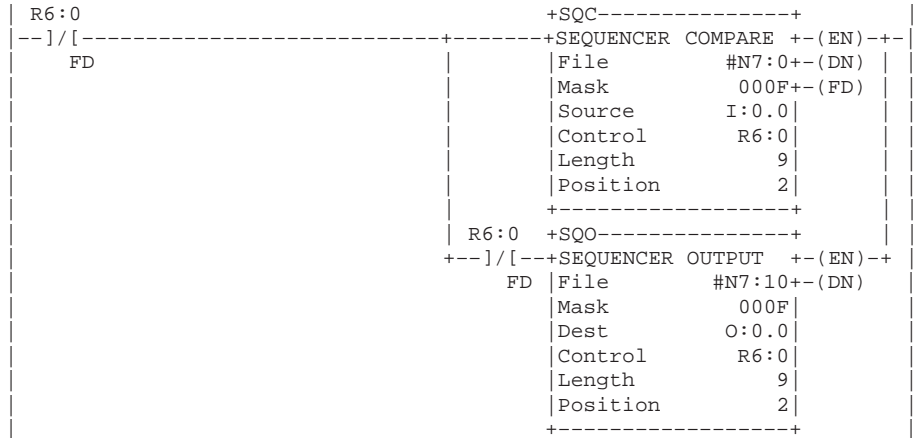 | R6:0 +SQC---------------+ |
|--]/[--------------------------+-------+SEQUENCER COMPARE +-(EN)-+-|
| FD | |File #N7:0+-(DN) | |
| | |Mask 000F+-(FD) | |
| | |Source I:0.0| | |
| | |Control R6:0| | |
| | |Length 9| | |
| | |Position 2| | |
| | +------------------+ | |
| | R6:0 +SQO---------------+ | |
| +--]/[--+SEQUENCER OUTPUT +-(EN)-+ |
| FD |File #N7:10+-(DN) |
| |Mask 000F| |
| |Dest O:0.0| |
| |Control R6:0| |
| |Length 9| |
| |Position 2| |
| +------------------+ |